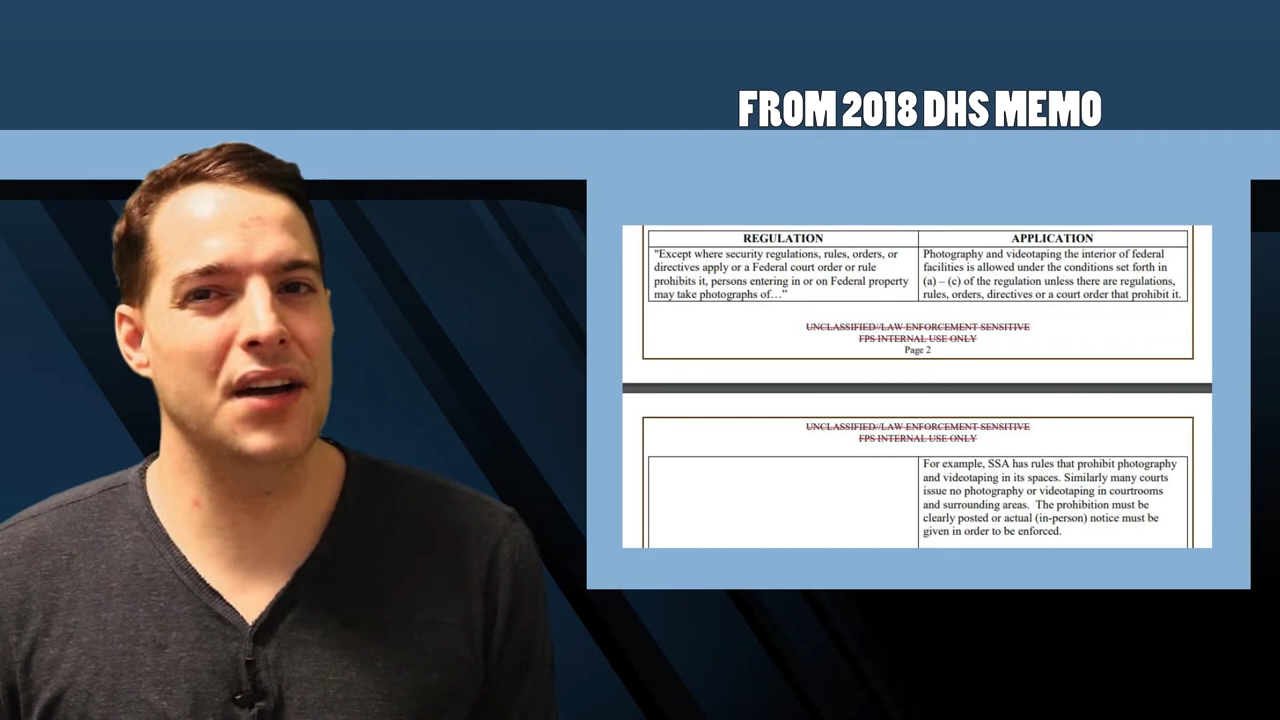 FROM 2018 DHS MEMO
REGULATION
"Except where security regulations, rules, orders, or
directives apply or a Federal court order or rule
prohibits it, persons entering in or on Federal property
may take photographs of…"
APPLICATION
Photography and videotaping the interior of federal
facilities is allowed under the conditions set forth in
(a) – (c) of the regulation unless there are regulations,
rules, orders, directives or a court order that prohibit it.
UNCLASSIFIED//LAW ENFORCEMENT SENSITIVE
FPS INTERNAL USE ONLY
Page 2
UNCLASSIFIED//LAW ENFORCEMENT SENSITIVE
FPS INTERNAL USE ONLY
For example, SSA has rules that prohibit photography
and videotaping in its spaces. Similarly many courts
issue no photography or videotaping in courtrooms
and surrounding areas.  The prohibition must be
clearly posted or actual (in-person) notice must be
given in order to be enforced.